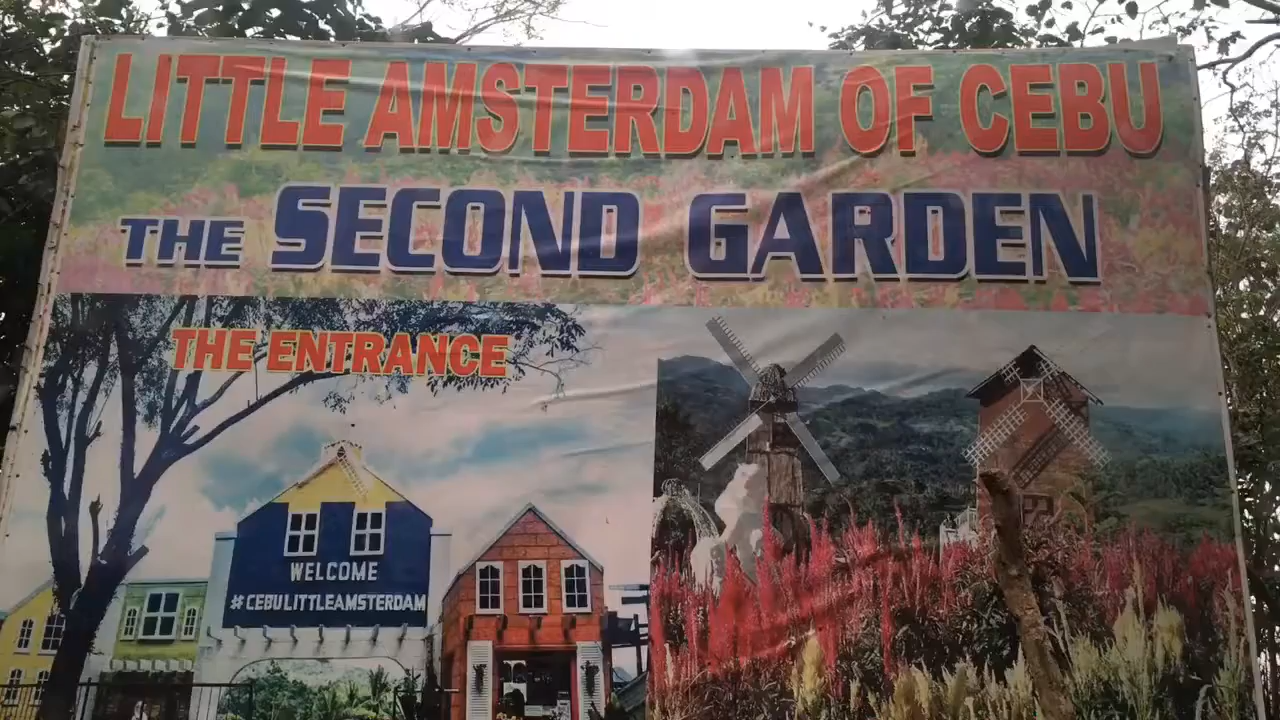 LITTLE AMSTERDAM OF CEBU
THE SECOND GARDEN
THE ENTRANCE
WELCOME
#CEBULITTLEAMSTERDAM